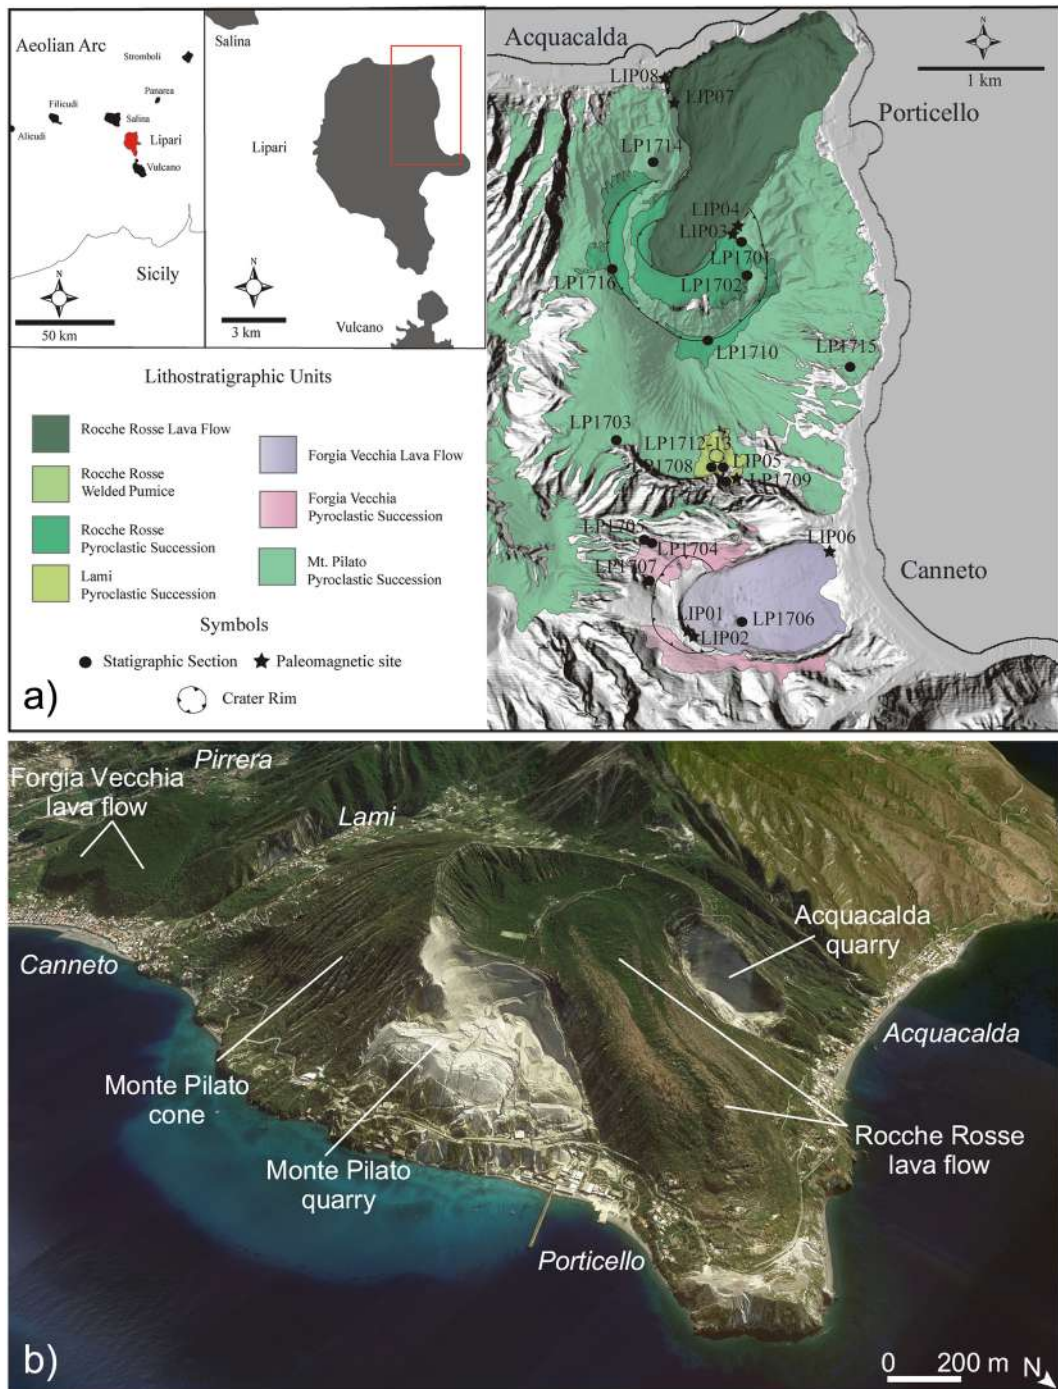 Aeolian Arc
Stromboli
Panarea
Filicudi
Salina
Alicudi
Lipari
Vulcano
Sicily
N
50 km
Salina
Lipari
N
3 km
Vulcano
Acquacalda
N
1 km
LIP08
LIP07
Porticello
LP1714
LIP04
LIP03
LP1701
LP1716
LP1702
LP1710
LP1715
LP1703
LP1712-13
LP1708
LIP05
LP1709
LP1705
LP1704
LIP06
LP1707
Canneto
LIP01
LP1706
LIP02
Lithostratigraphic Units
Rocche Rosse Lava Flow
Rocche Rosse
Welded Pumice
Rocche Rosse
Pyroclastic Succession
Lami
Pyroclastic Succession
Forgia Vecchia Lava Flow
Forgia Vecchia
Pyroclastic Succession
Mt. Pilato
Pyroclastic Succession
Symbols
Statigraphic Section
Paleomagnetic site
Crater Rim
a)
Pirrera
Forgia Vecchia
lava flow
Lami
Acquacalda
quarry
Canneto
Acquacalda
Monte Pilato
cone
Monte Pilato
quarry
Rocche Rosse
lava flow
Porticello
b)
0 200 m
N